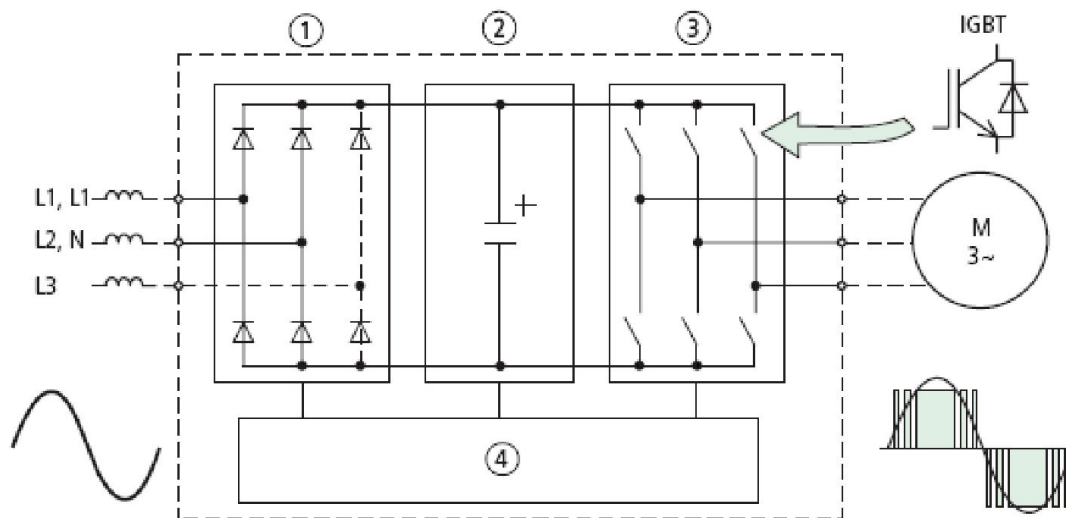 ① ② ③
IGBT
L1, L1
L2, N
L3
+
M
3~
④